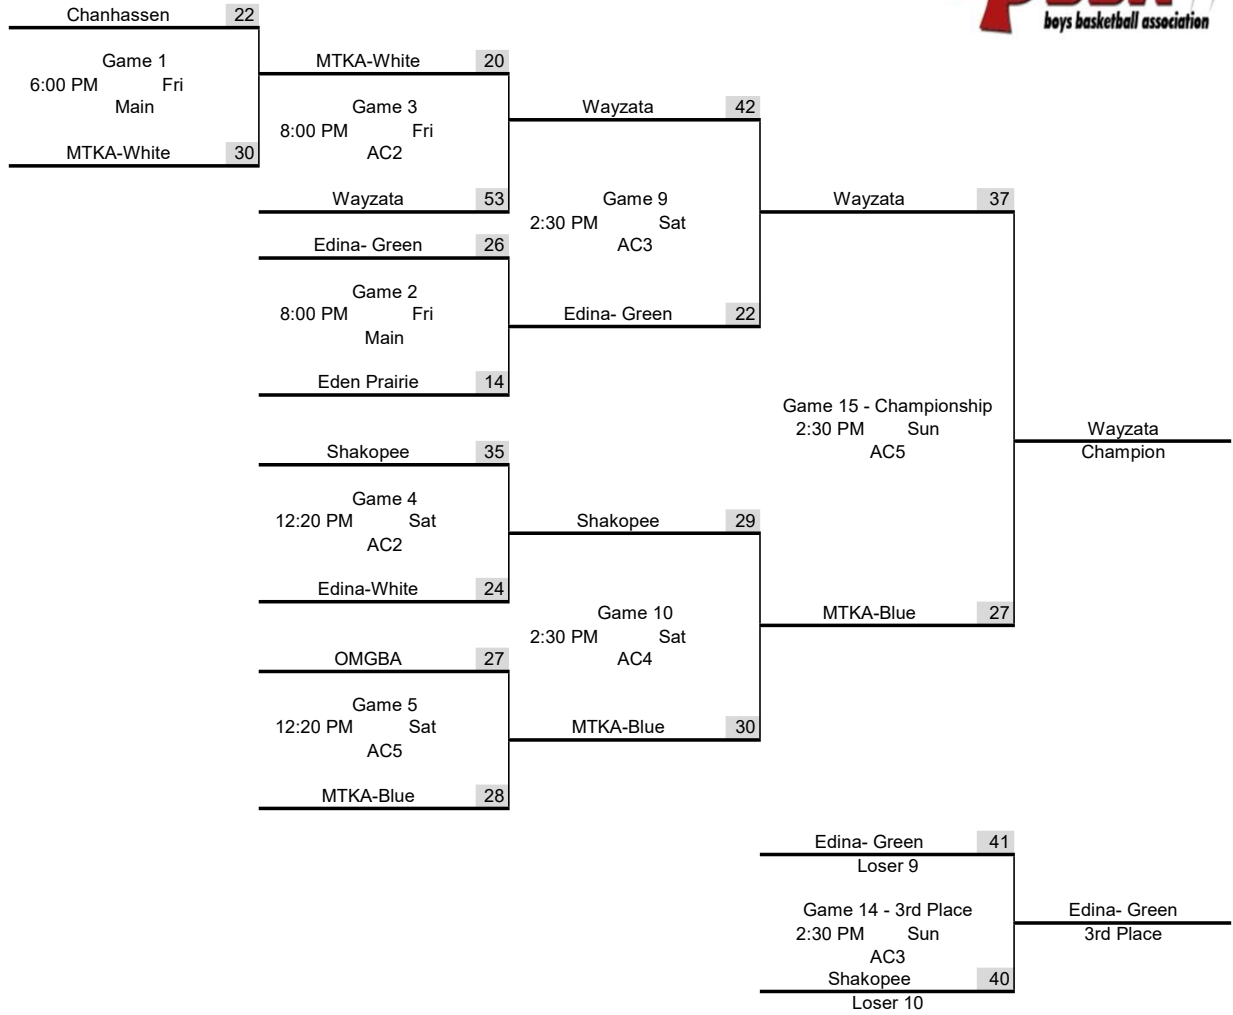 boys basketball association
Chanhassen 22
Game 1
6:00 PM Fri
Main
MTKA-White 30
MTKA-White 20
Game 3
8:00 PM Fri
AC2
Wayzata 53
Edina- Green 26
Game 2
8:00 PM Fri
Main
Eden Prairie 14
Wayzata 42
Game 9
2:30 PM Sat
AC3
Edina- Green 22
Shakopee 35
Game 4
12:20 PM Sat
AC2
Edina-White 24
OMGBA 27
Game 5
12:20 PM Sat
AC5
MTKA-Blue 28
Shakopee 29
Game 10
2:30 PM Sat
AC4
MTKA-Blue 30
Wayzata 37
Game 15 - Championship
2:30 PM Sun
AC5
MTKA-Blue 27
Wayzata
Champion
Edina- Green 41
Loser 9
Game 14 - 3rd Place
2:30 PM Sun
AC3
Shakopee 40
Loser 10
Edina- Green
3rd Place